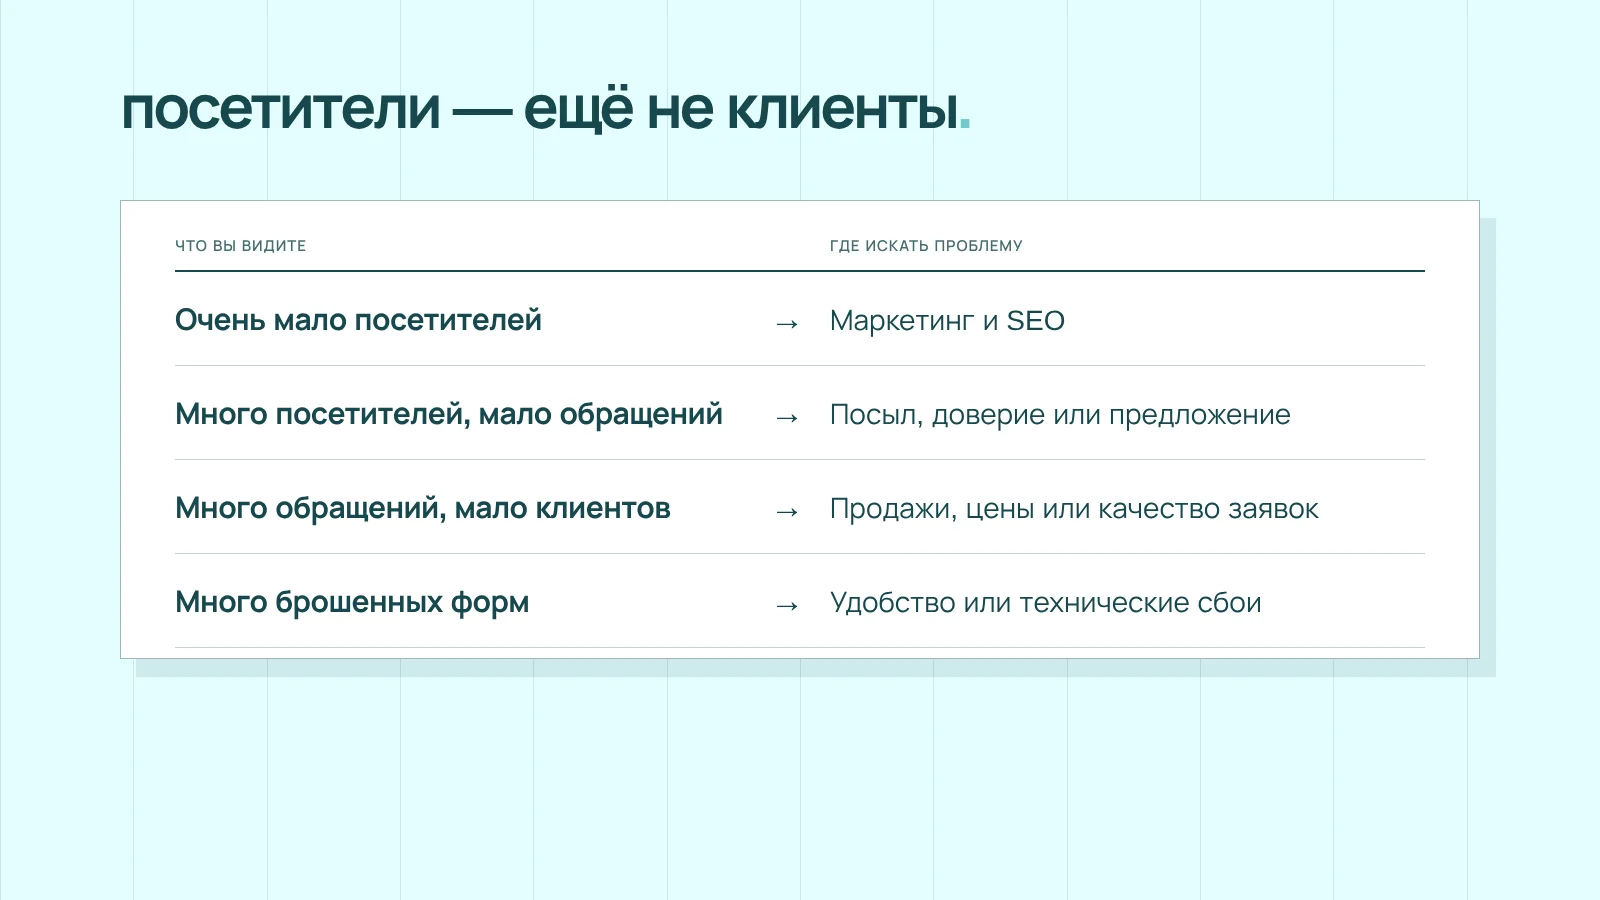 посетители — ещё не клиенты.
ЧТО ВЫ ВИДИТЕ ГДЕ ИСКАТЬ ПРОБЛЕМУ
Очень мало посетителей → Маркетинг и SEO
Много посетителей, мало обращений → Посыл, доверие или предложение
Много обращений, мало клиентов → Продажи, цены или качество заявок
Много брошенных форм → Удобство или технические сбои